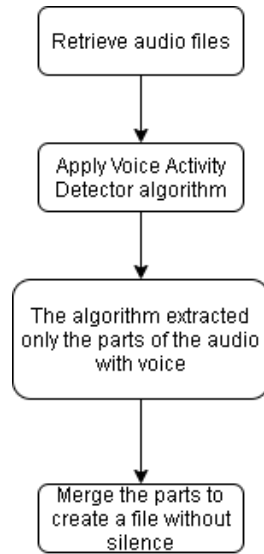 Retrieve audio files
Apply Voice Activity
Detector algorithm
The algorithm extracted
only the parts of the audio
with voice
Merge the parts to
create a file without
silence